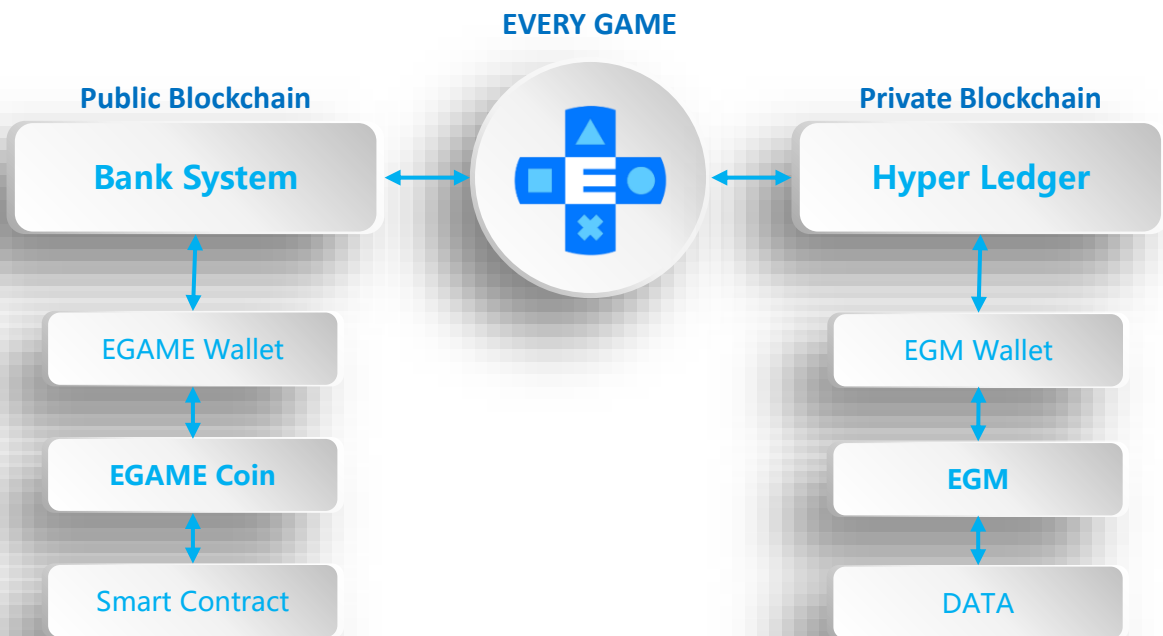 EVERY GAME
Public Blockchain
Private Blockchain
Bank System
E
Hyper Ledger
EGAME Wallet
EGM Wallet
EGAME Coin
EGM
Smart Contract
DATA